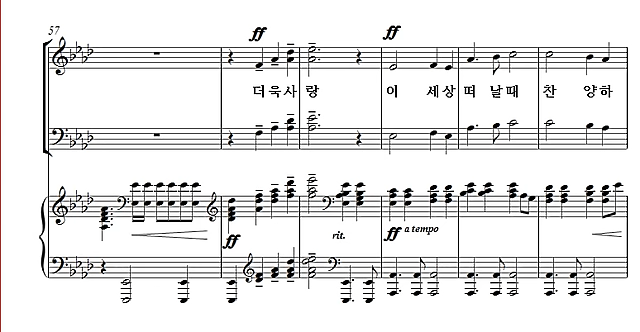 57
ff ff
더욱사 랑 이 세상 떠 날때 찬 양하
ff rit. ff a tempo